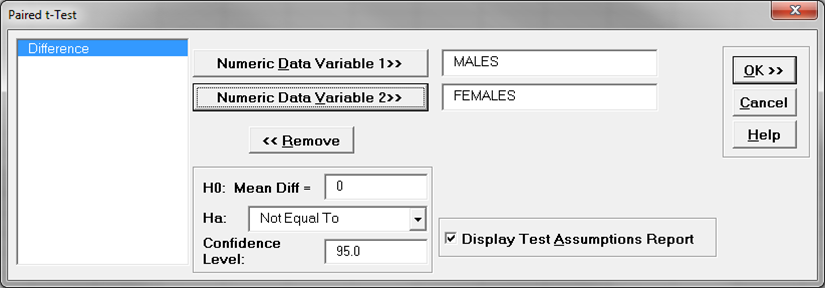 Paired t-Test
Difference
Numeric Data Variable 1>>
MALES
Numeric Data Variable 2>>
FEMALES
<< Remove
OK >>
Cancel
Help
H0: Mean Diff =
0
Ha:
Not Equal To
Confidence
Level:
95.0
Display Test Assumptions Report